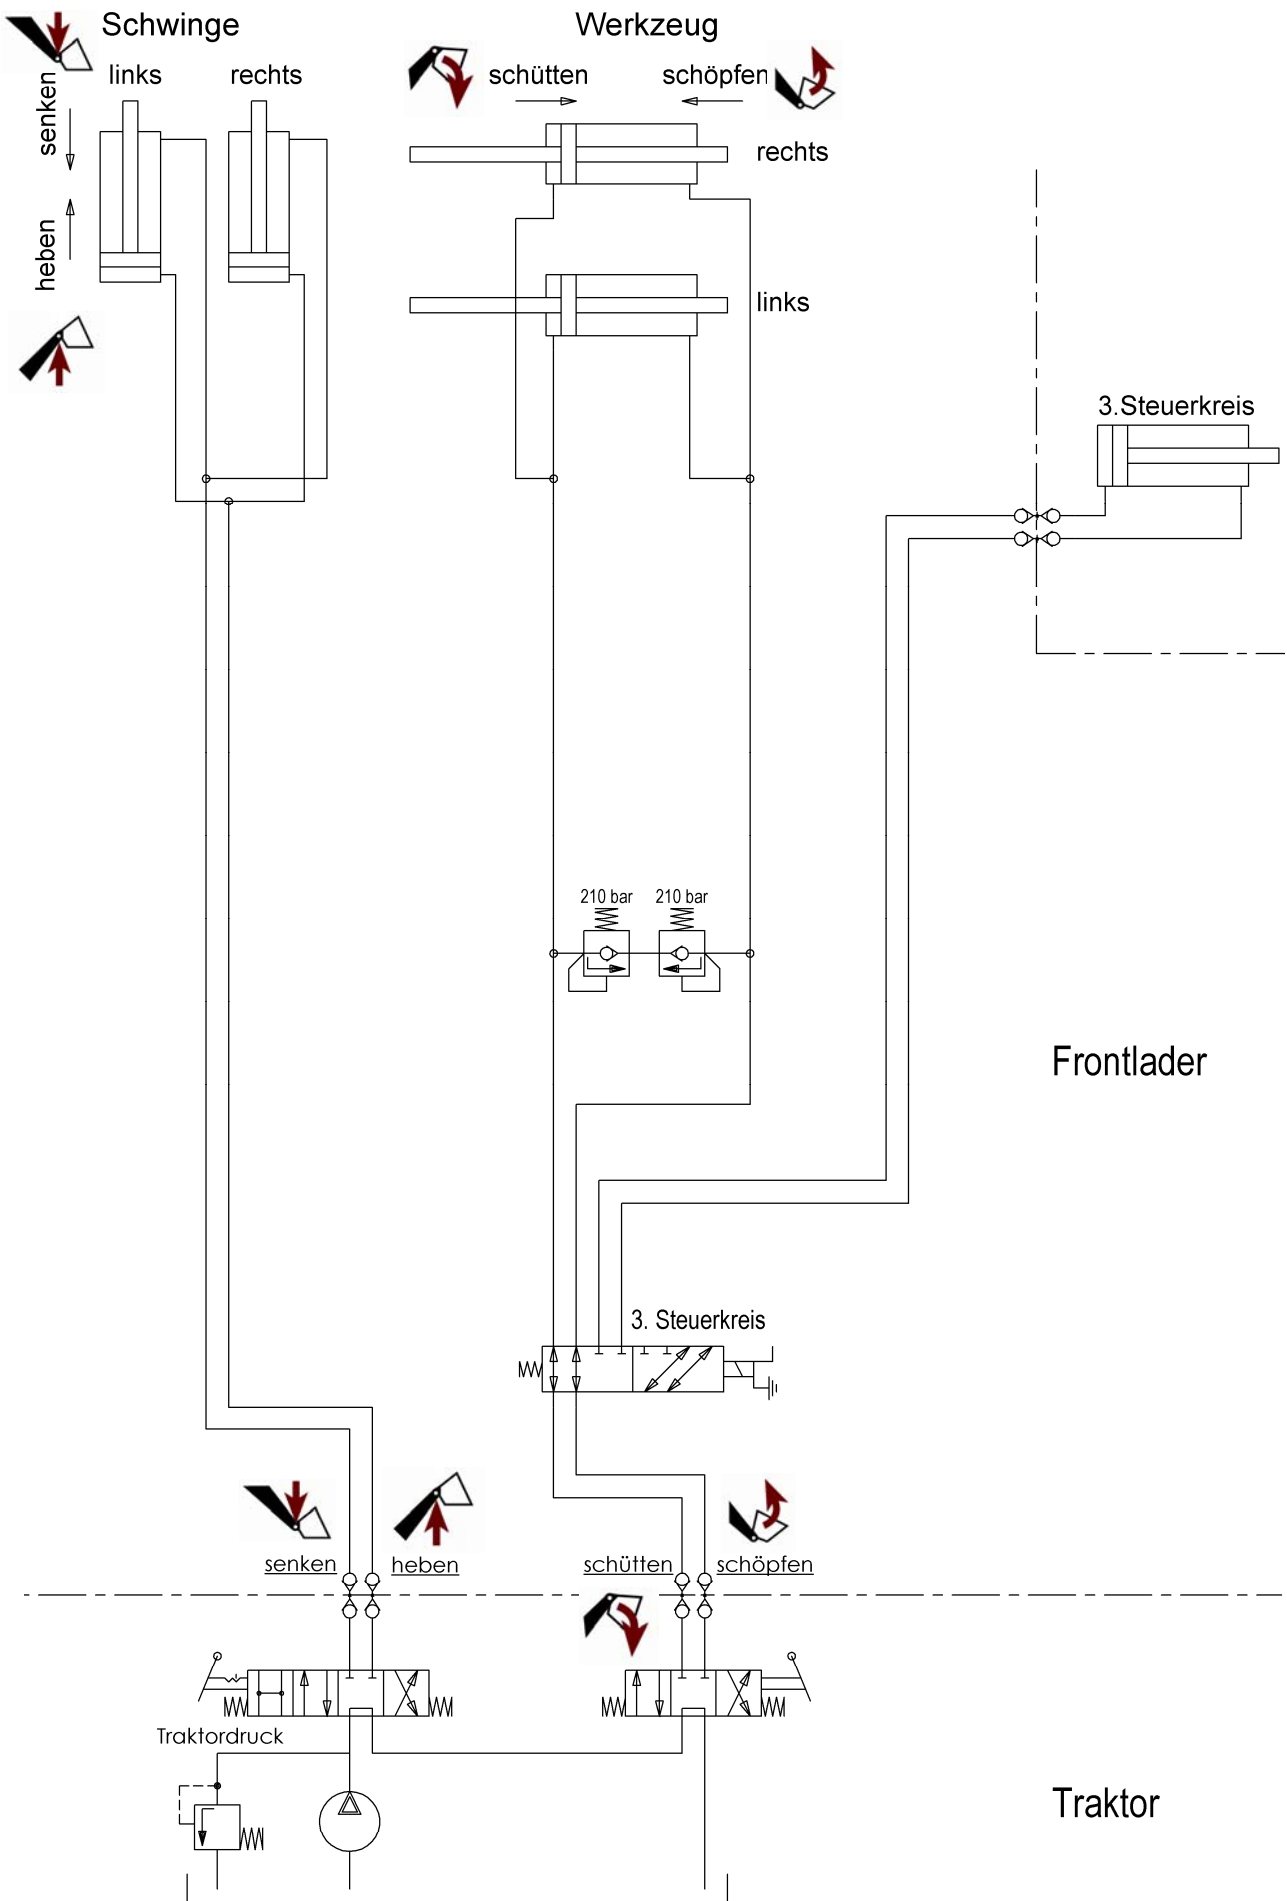 Schwinge
Werkzeug
links
rechts
schütten
schöpfen
senken
heben
rechts
links
3.Steuerkreis
210 bar
210 bar
Frontlader
3. Steuerkreis
senken
heben
schütten
schöpfen
Traktordruck
Traktor